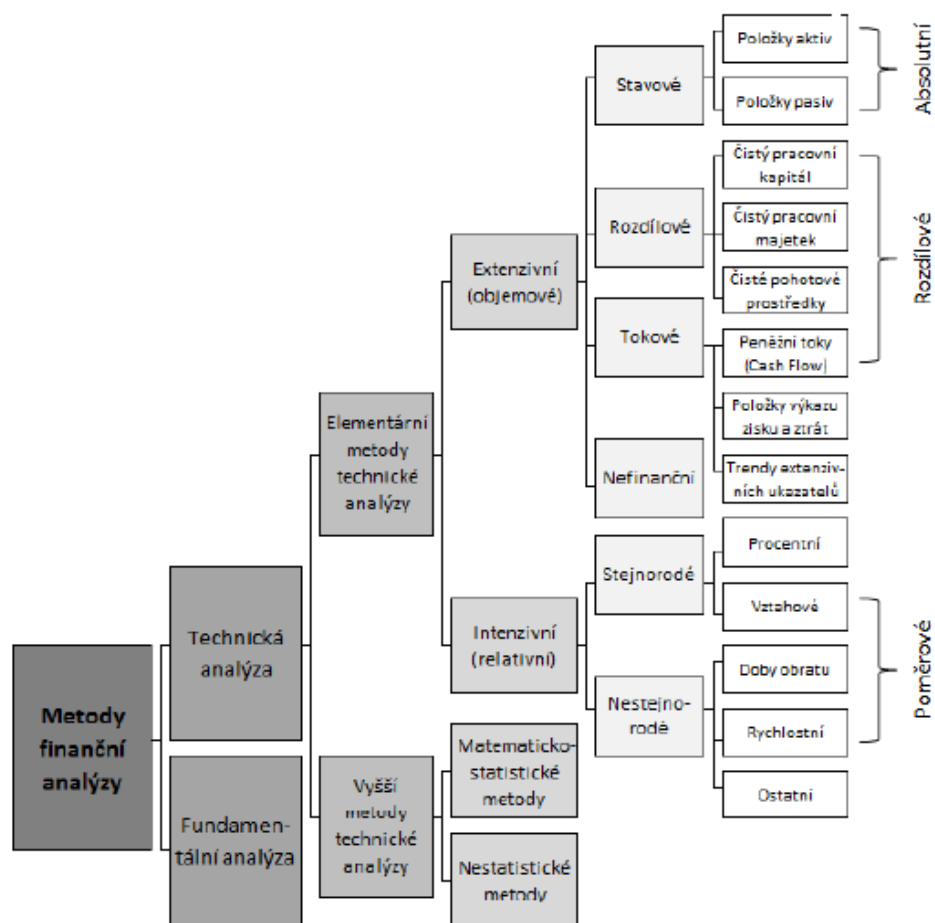 Metody
finanční
analýzy
Technická
analýza
Fundamen-
tální analýza
Elementární
metody
technické
analýzy
Vyšší
metody
technické
analýzy
Extenzivní
(objemové)
Intenzivní
(relativní)
Matematicko-
statistické
metody
Nestatistické
metody
Stavové
Rozdílové
Tokové
Nefinanční
Stejnorodé
Nestejno-
rodé
Položky aktiv
Položky pasiv
Čistý pracovní
kapitál
Čistý pracovní
majetek
Čisté pohotové
prostředky
Peněžní toky
(Cash Flow)
Položky výkazu
zisku a ztrát
Trendy extenziv-
ních ukazatelů
Procentní
Vztahové
Doby obratu
Rychlostní
Ostatní
Absolutní
Rozdílové
Poměrové